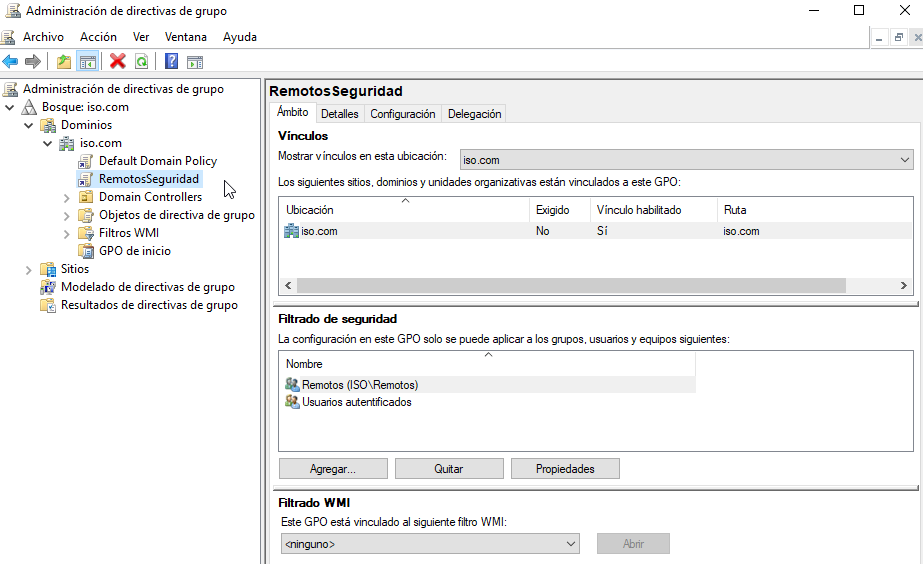 Administración de directivas de grupo
Archivo Acción Ver Ventana Ayuda
Administración de directivas de grupo
Bosque: iso.com
Dominios
iso.com
Default Domain Policy
RemotosSeguridad
Domain Controllers
Objetos de directiva de grupo
Filtros WMI
GPO de inicio
Sitios
Modelado de directivas de grupo
Resultados de directivas de grupo
RemotosSeguridad
Ámbito Detalles Configuración Delegación
Vínculos
Mostrar vínculos en esta ubicación: iso.com
Los siguientes sitios, dominios y unidades organizativas están vinculados a este GPO:
Ubicación Exigido Vínculo habilitado Ruta
iso.com No Sí iso.com
Filtrado de seguridad
La configuración en este GPO solo se puede aplicar a los grupos, usuarios y equipos siguientes:
Nombre
Remotos (ISO\Remotos)
Usuarios autentificados
Agregar... Quitar Propiedades
Filtrado WMI
Este GPO está vinculado al siguiente filtro WMI:
<ninguno> Abrir